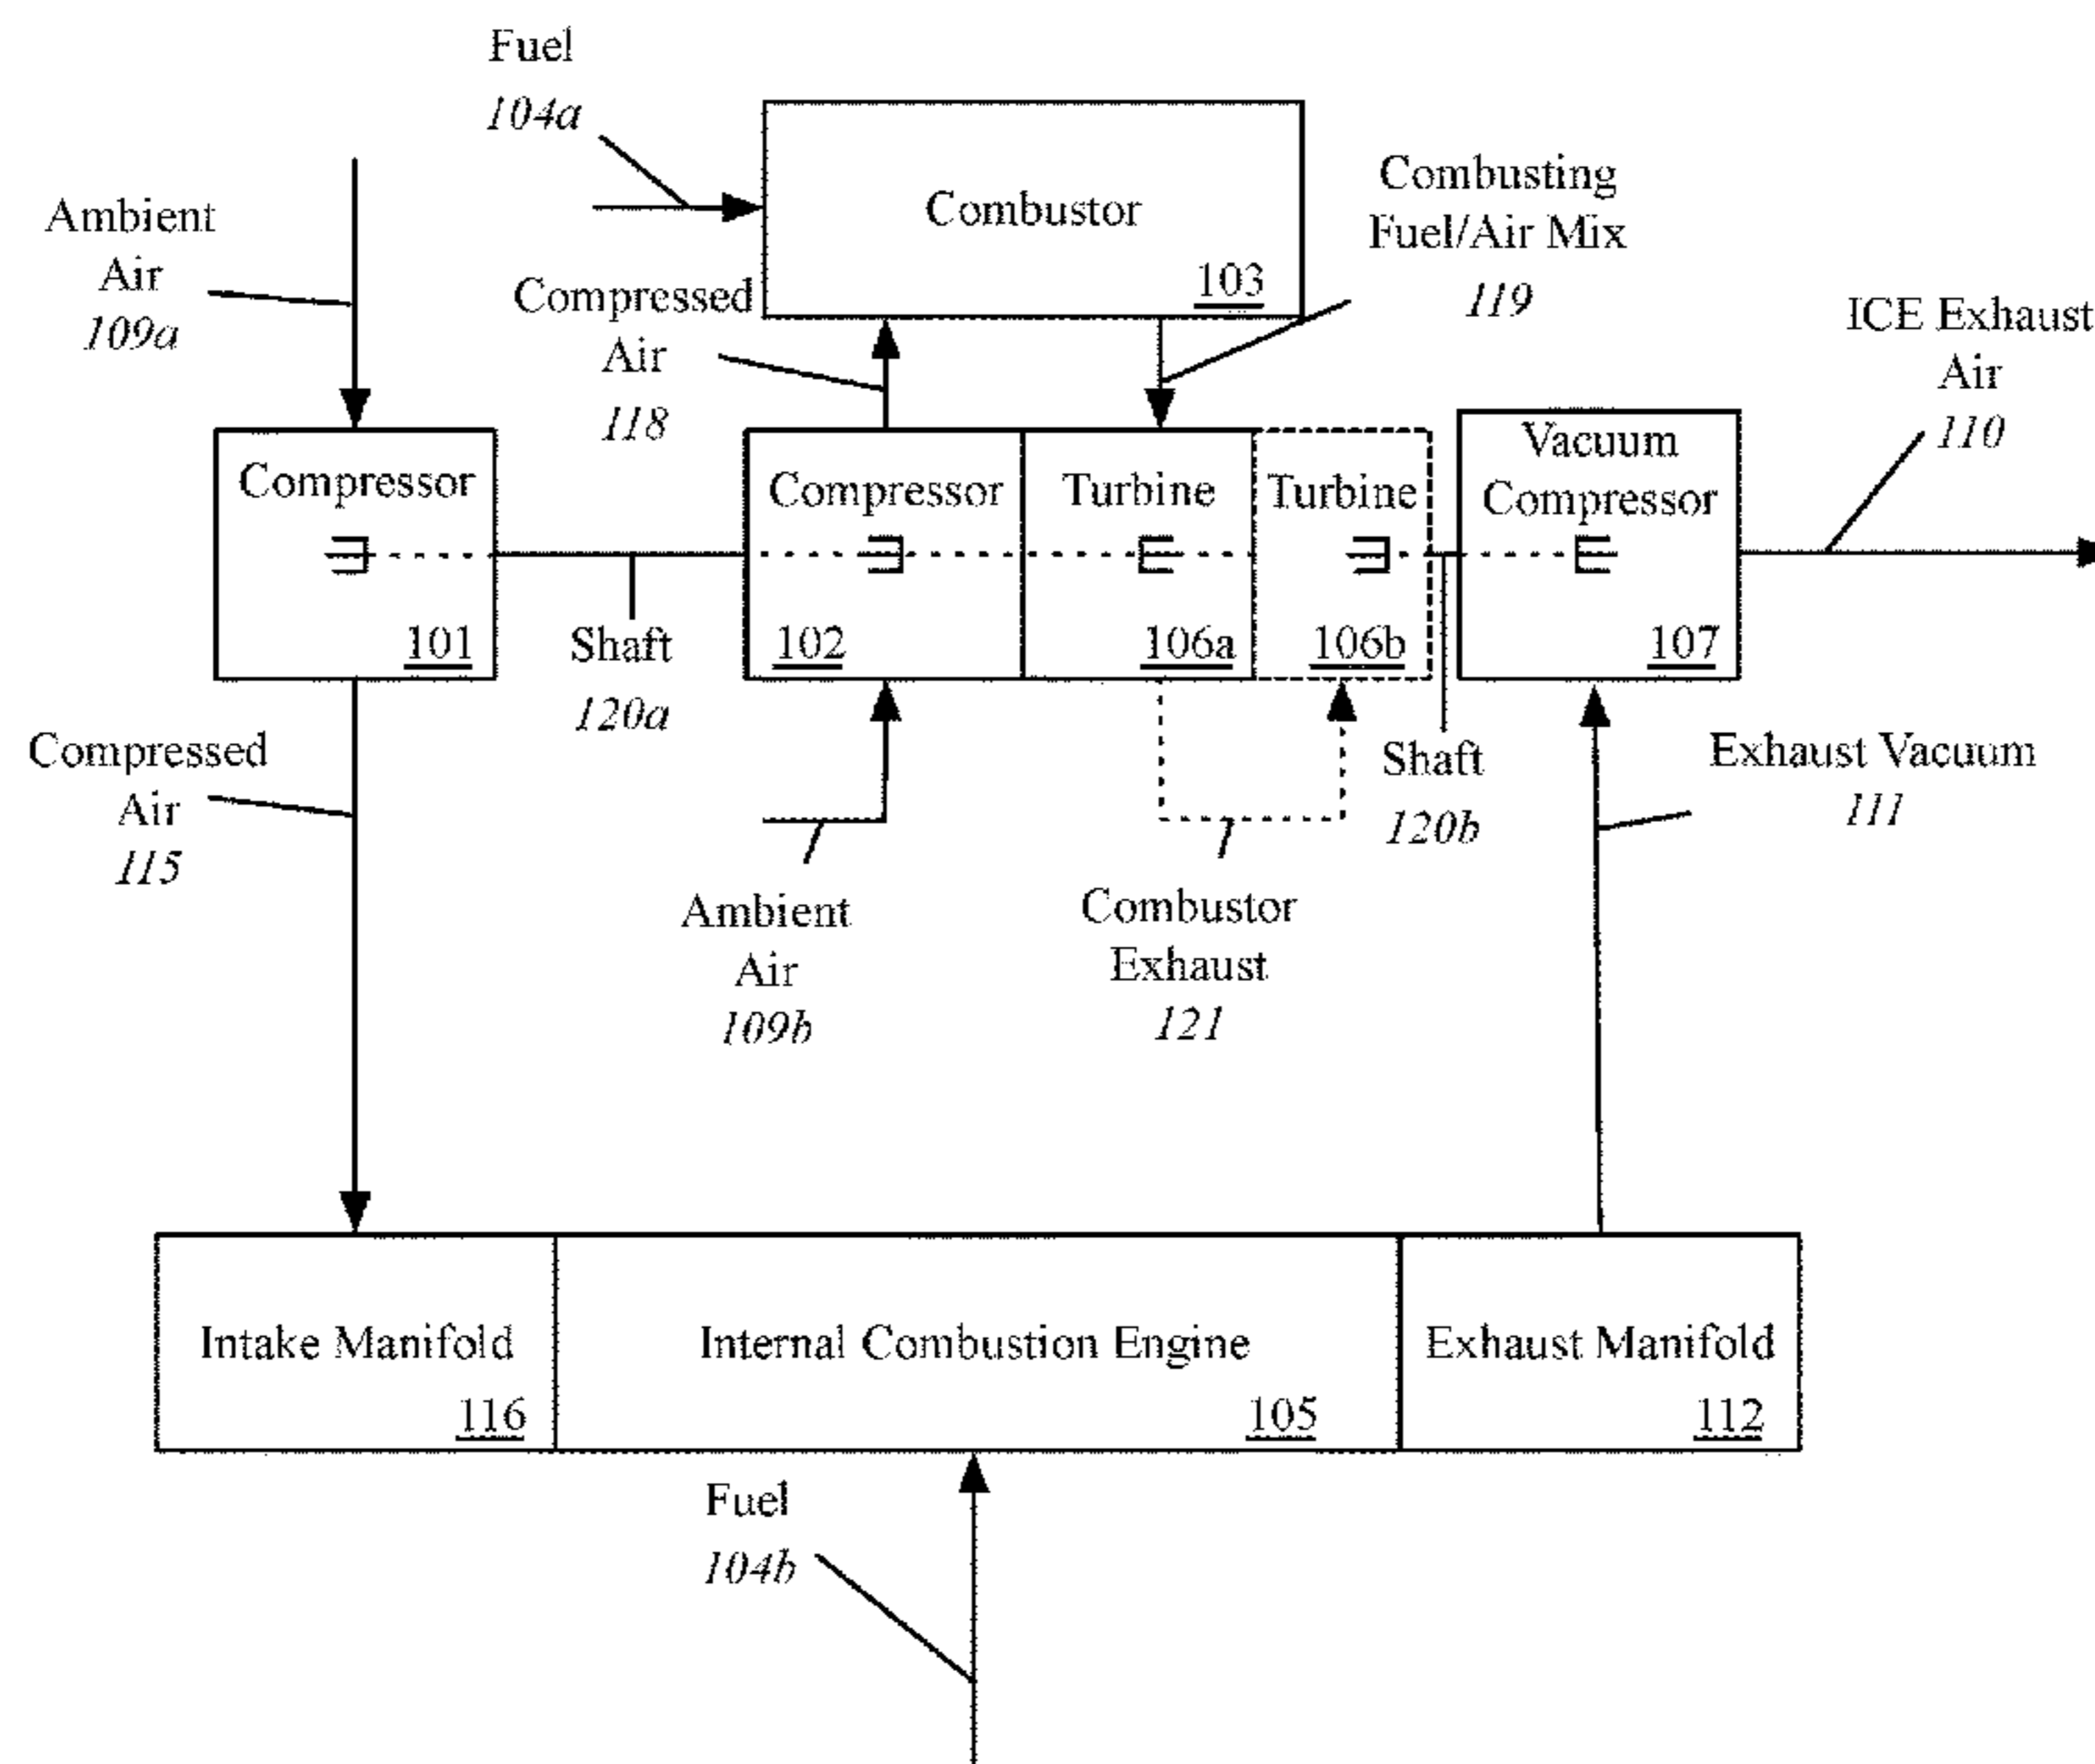 Fuel
104a
Combustor
103
Combusting
Fuel/Air Mix
119
Ambient
Air
109a
Compressed
Air
118
ICE Exhaust
Air
110
Compressor
101
Shaft
120a
Compressor
102
Turbine
106a
Turbine
106b
Vacuum
Compressor
107
Compressed
Air
115
Shaft
120b
Exhaust Vacuum
111
Ambient
Air
109b
Combustor
Exhaust
121
Intake Manifold
116
Internal Combustion Engine
105
Exhaust Manifold
112
Fuel
104b